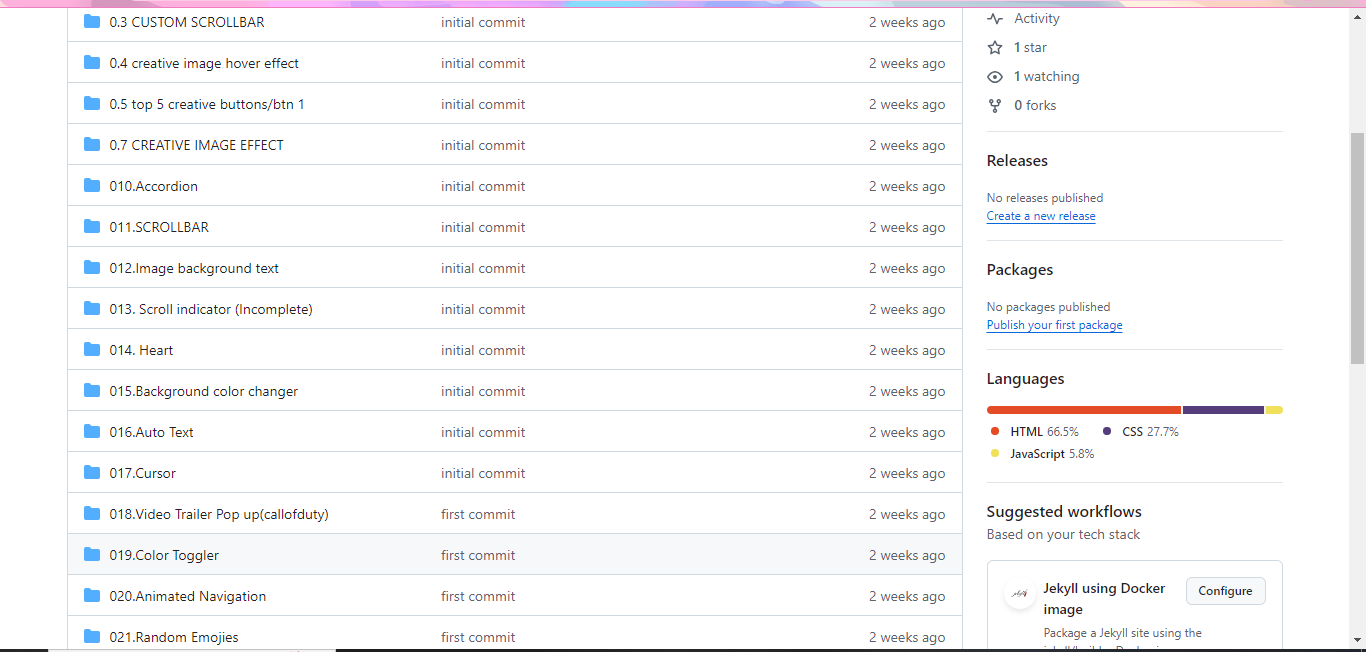 0.3 CUSTOM SCROLLBAR initial commit 2 weeks ago
0.4 creative image hover effect initial commit 2 weeks ago
0.5 top 5 creative buttons/btn 1 initial commit 2 weeks ago
0.7 CREATIVE IMAGE EFFECT initial commit 2 weeks ago
010.Accordion initial commit 2 weeks ago
011.SCROLLBAR initial commit 2 weeks ago
012.Image background text initial commit 2 weeks ago
013. Scroll indicator (Incomplete) initial commit 2 weeks ago
014. Heart initial commit 2 weeks ago
015.Background color changer initial commit 2 weeks ago
016.Auto Text initial commit 2 weeks ago
017.Cursor initial commit 2 weeks ago
018.Video Trailer Pop up(callofduty) first commit 2 weeks ago
019.Color Toggler first commit 2 weeks ago
020.Animated Navigation first commit 2 weeks ago
021.Random Emojies first commit 2 weeks ago
Activity
1 star
1 watching
0 forks
Releases
No releases published
Create a new release
Packages
No packages published
Publish your first package
Languages
HTML 66.5% CSS 27.7%
JavaScript 5.8%
Suggested workflows
Based on your tech stack
Jekyll using Docker
image
Configure
Package a Jekyll site using the